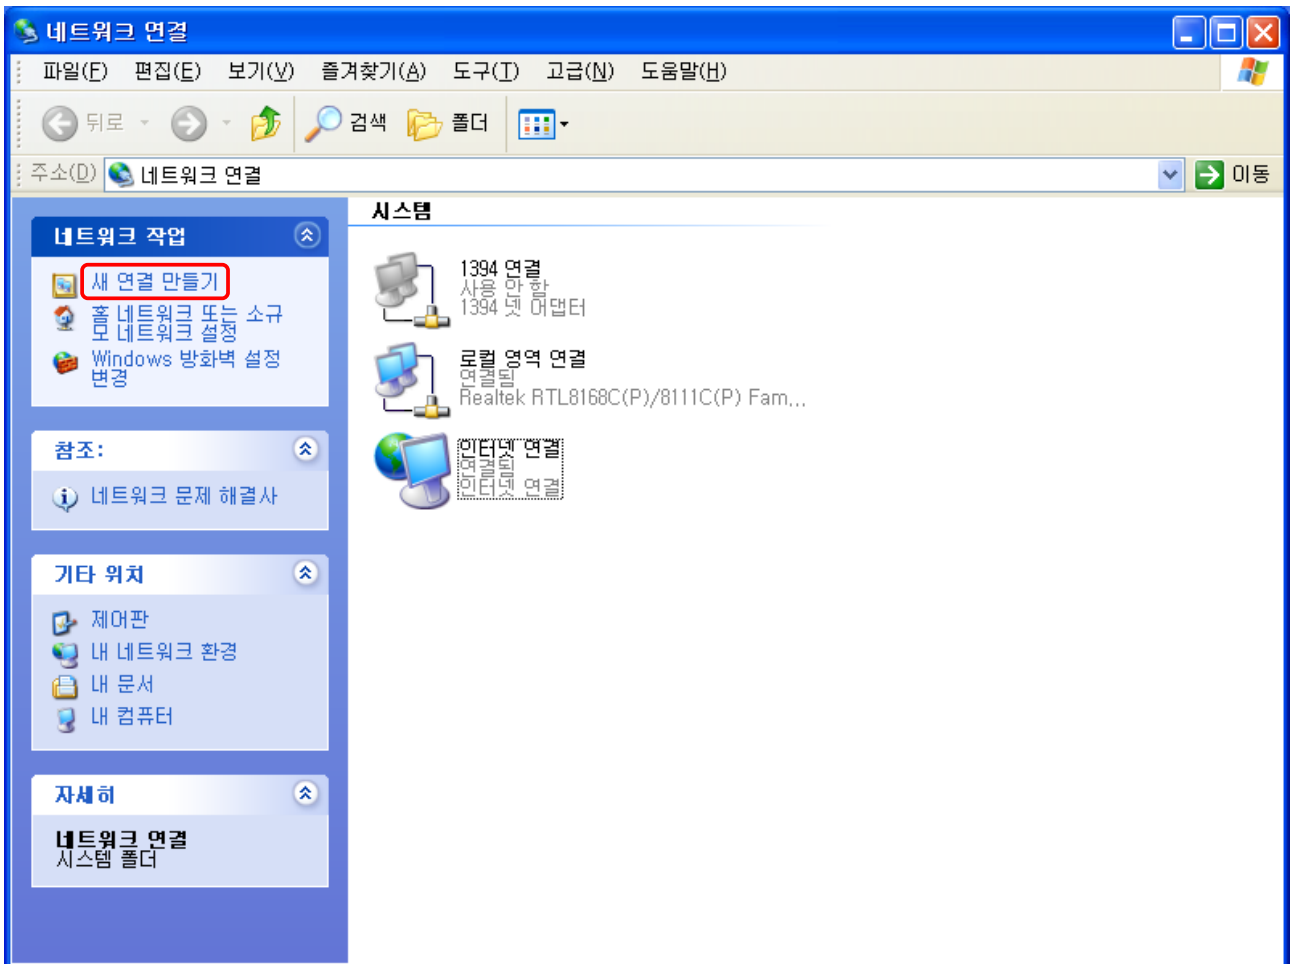 네트워크 연결
파일(F) 편집(E) 보기(V) 즐겨찾기(A) 도구(T) 고급(N) 도움말(H)
뒤로 검색 폴더
주소(D) 네트워크 연결 이동
네트워크 작업
새 연결 만들기
홈 네트워크 또는 소규
모 네트워크 설정
Windows 방화벽 설정
변경
참조:
네트워크 문제 해결사
기타 위치
제어판
내 네트워크 환경
내 문서
내 컴퓨터
자세히
네트워크 연결
시스템 폴더
시스템
1394 연결
사용 안 함
1394 넷 어댑터
로컬 영역 연결
연결됨
Realtek RTL8168C(P)/8111C(P) Fam...
인터넷 연결
연결됨
인터넷 연결